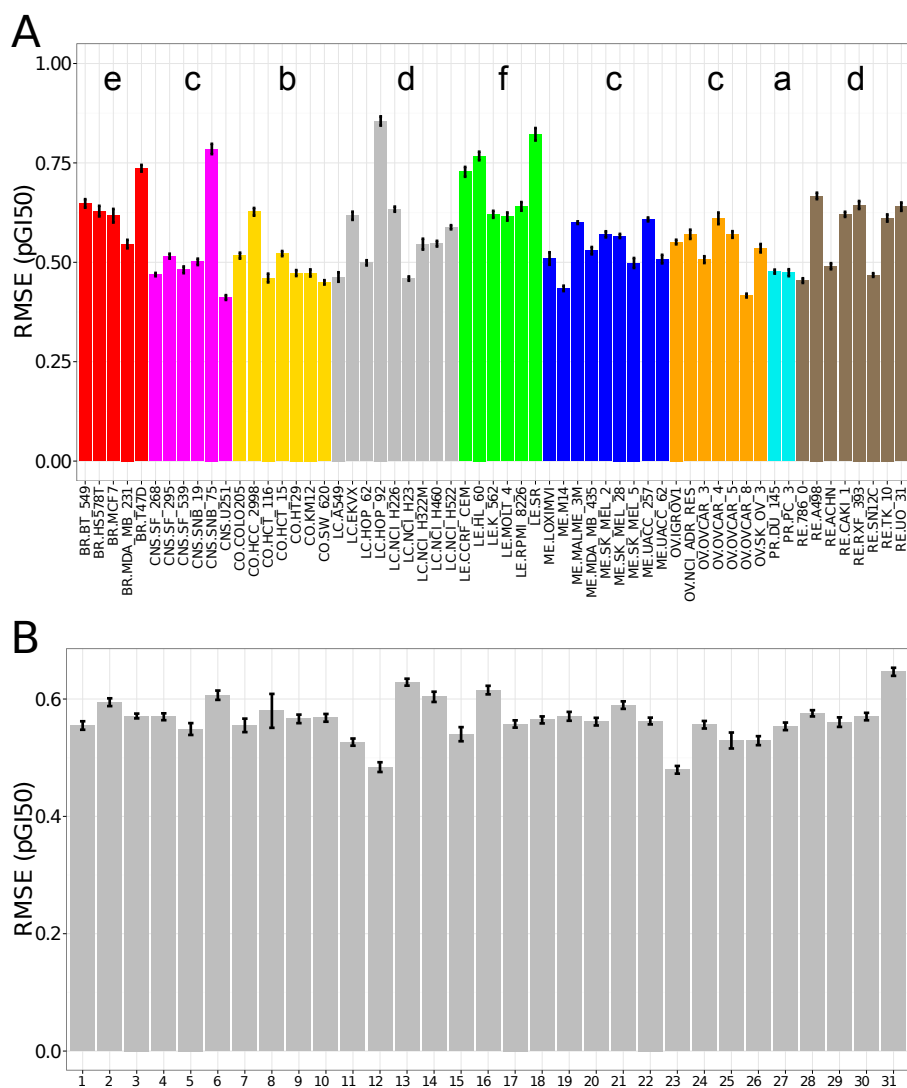 A
1.00
0.75
0.50
0.25
0.00
RMSE (pGI50)
e c b d f c c a d
BR.BT_549
BR.HS578T
BR.MCF7
BR.MDA_MB_231
BR.T47D
CNS.SF_268
CNS.SF_295
CNS.SF_539
CNS.SNB_19
CNS.SNB_75
CNS.U251
CO.COLO205
CO.HCC_2998
CO.HCT_116
CO.HCT_15
CO.HT29
CO.KM12
CO.SW_620
LC.A549
LC.EKVX
LC.HOP_62
LC.HOP_92
LC.NCI_H226
LC.NCI_H23
LC.NCI_H322M
LC.NCI_H460
LC.NCI_H522
LE.CCRF_CEM
LE.HL_60
LE.K_562
LE.MOLT_4
LE.RPMI_8226
LE.SR
ME.LOXIMVI
ME.M14
ME.MALME_3M
ME.MDA_MB_435
ME.SK_MEL_2
ME.SK_MEL_28
ME.SK_MEL_5
ME.UACC_257
ME.UACC_62
OV.IGROV1
OV.NCI_ADR_RES
OV.OVCAR_3
OV.OVCAR_4
OV.OVCAR_5
OV.OVCAR_8
OV.SK_OV_3
PR.DU_145
PR.PC_3
RE.786_0
RE.A498
RE.ACHN
RE.CAKI_1
RE.RXF_393
RE.SN12C
RE.TK_10
RE.UO_31
B
0.6
0.4
0.2
0.0
RMSE (pGI50)
1 2 3 4 5 6 7 8 9 10 11 12 13 14 15 16 17 18 19 20 21 22 23 24 25 26 27 28 29 30 31